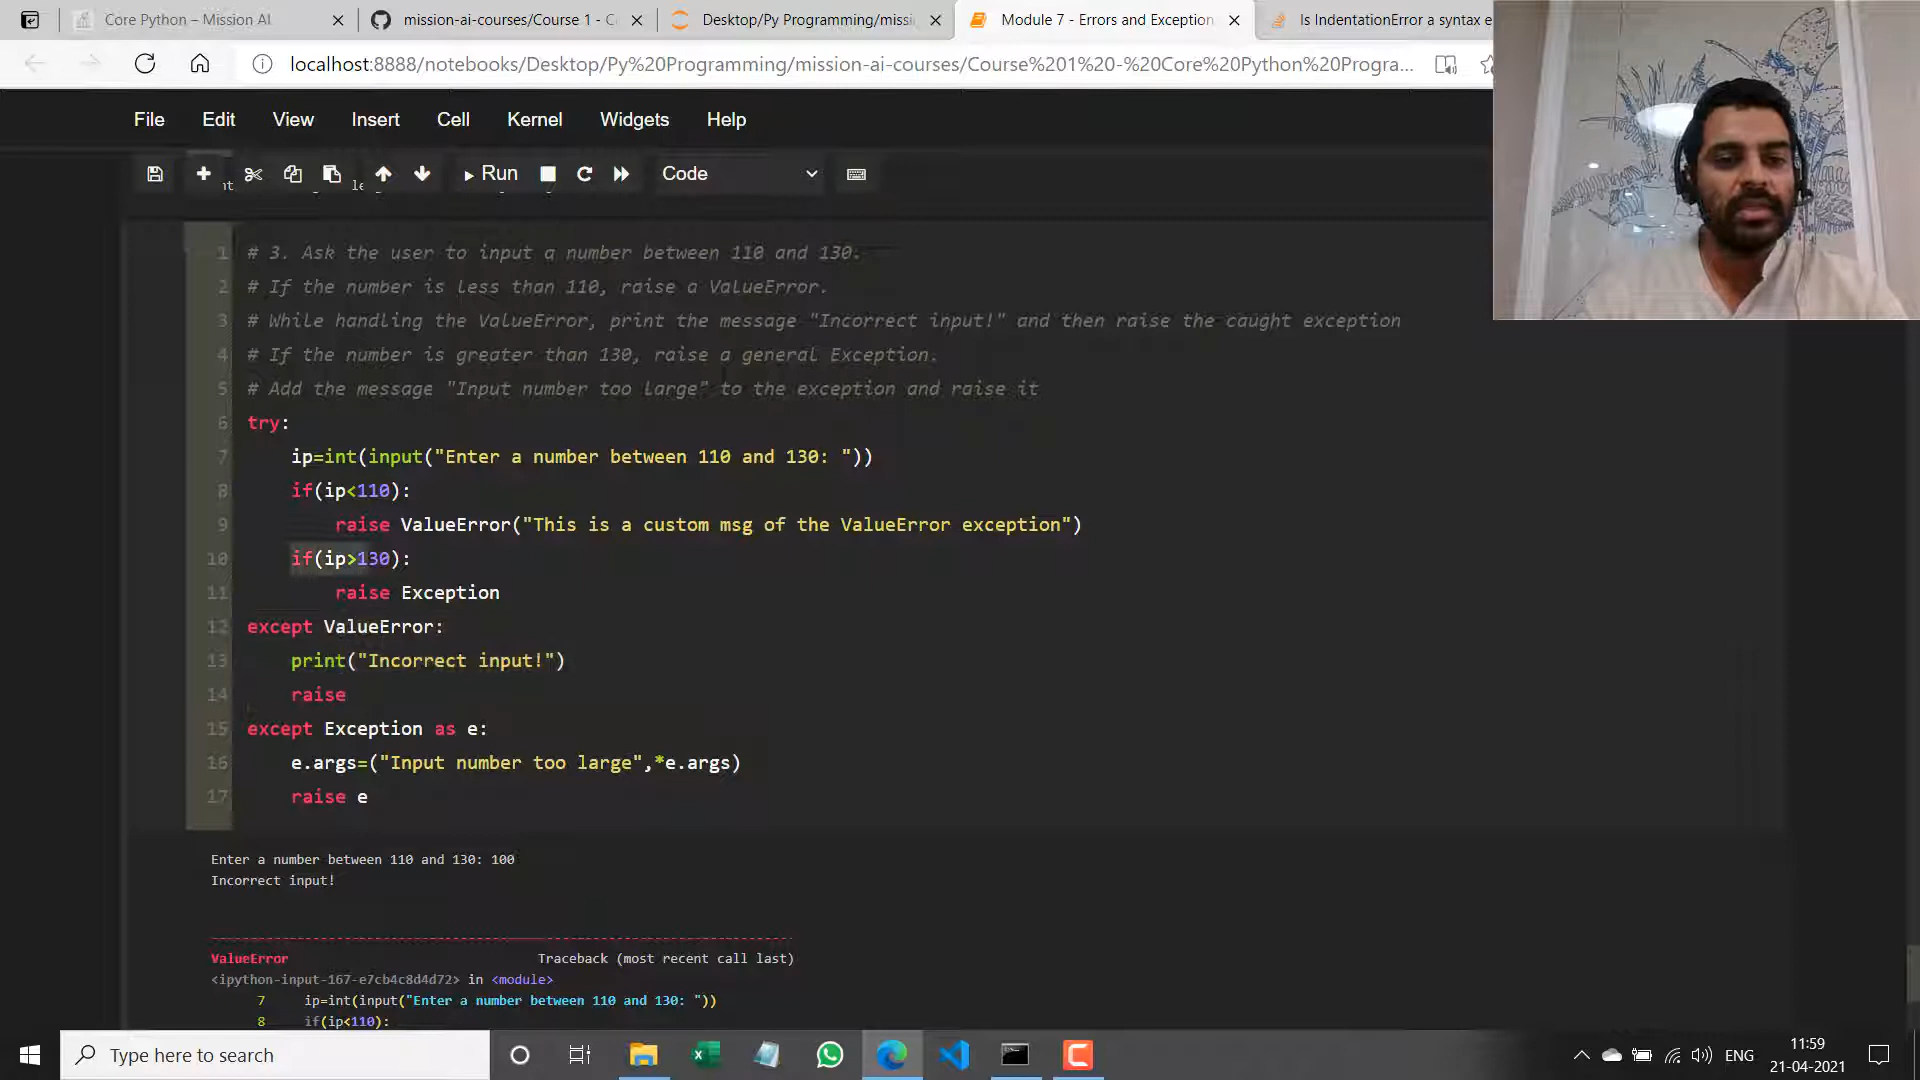 Core Python – Mission AI
mission-ai-courses/Course 1 - C
Desktop/Py Programming/missi
Module 7 - Errors and Exception
Is IndentationError a syntax e
localhost:8888/notebooks/Desktop/Py%20Programming/mission-ai-courses/Course%201%20-%20Core%20Python%20Progra...
File Edit View Insert Cell Kernel Widgets Help
Run Code
1 # 3. Ask the user to input a number between 110 and 130.
2 # If the number is less than 110, raise a ValueError.
3 # While handling the ValueError, print the message "Incorrect input!" and then raise the caught exception
4 # If the number is greater than 130, raise a general Exception.
5 # Add the message "Input number too large" to the exception and raise it
6 try:
7 ip=int(input("Enter a number between 110 and 130: "))
8 if(ip<110):
9 raise ValueError("This is a custom msg of the ValueError exception")
10 if(ip>130):
11 raise Exception
12 except ValueError:
13 print("Incorrect input!")
14 raise
15 except Exception as e:
16 e.args=("Input number too large",*e.args)
17 raise e
Enter a number between 110 and 130: 100
Incorrect input!
ValueError Traceback (most recent call last)
<ipython-input-167-e7cb4c8d4d72> in <module>
7 ip=int(input("Enter a number between 110 and 130: "))
8 if(ip<110):
Type here to search
ENG
11:59
21-04-2021